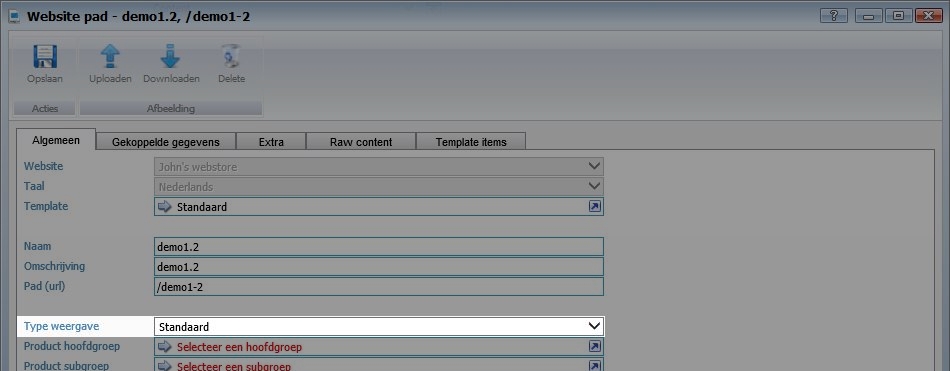 Website pad - demo1.2, /demo1-2
Opslaan Uploaden Downloaden Delete
Acties Afbeelding
Algemeen Gekoppelde gegevens Extra Raw content Template items
Website John's webstore
Taal Nederlands
Template Standaard
Naam demo1.2
Omschrijving demo1.2
Pad (url) /demo1-2
Type weergave Standaard
Product hoofdgroep Selecteer een hoofdgroep
Product subgroep Selecteer een subgroep